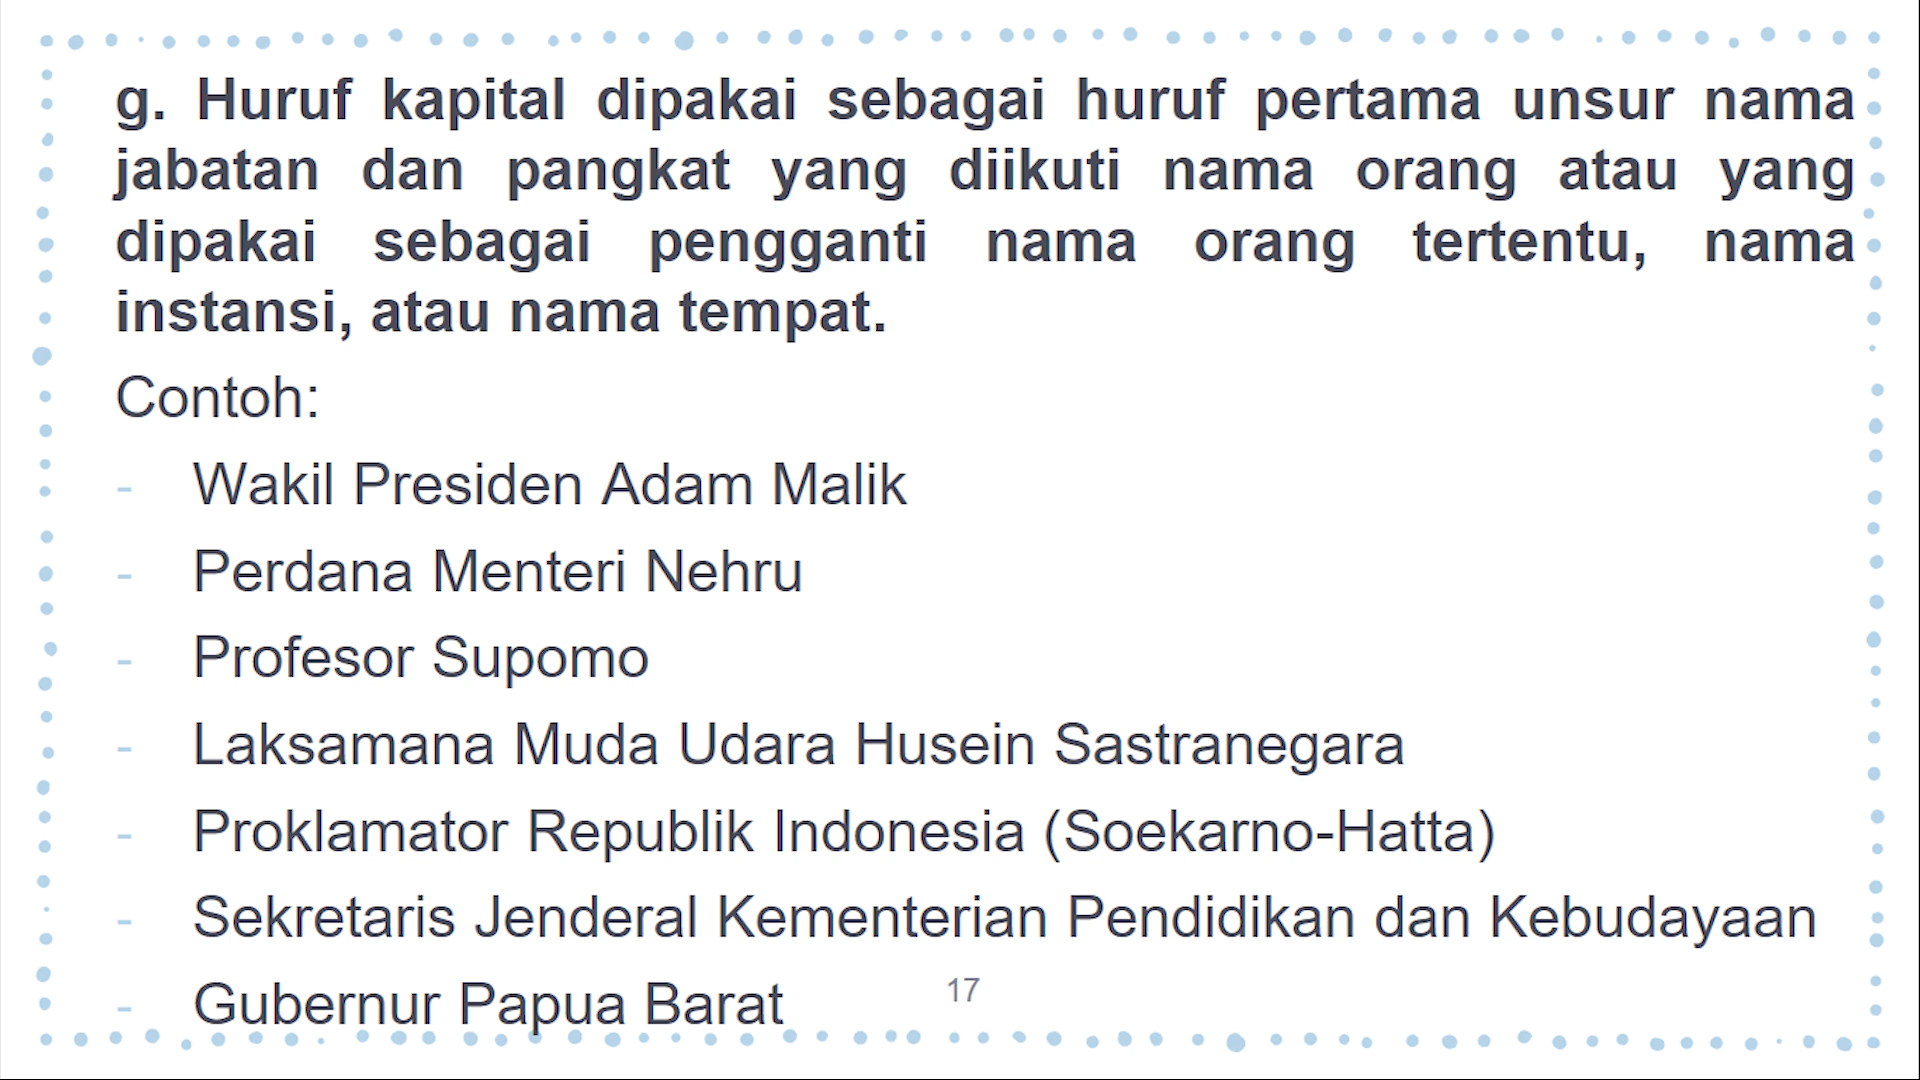 g. Huruf kapital dipakai sebagai huruf pertama unsur nama
jabatan dan pangkat yang diikuti nama orang atau yang
dipakai sebagai pengganti nama orang tertentu, nama
instansi, atau nama tempat.
Contoh:
- Wakil Presiden Adam Malik
- Perdana Menteri Nehru
- Profesor Supomo
- Laksamana Muda Udara Husein Sastranegara
- Proklamator Republik Indonesia (Soekarno-Hatta)
- Sekretaris Jenderal Kementerian Pendidikan dan Kebudayaan
- Gubernur Papua Barat
17